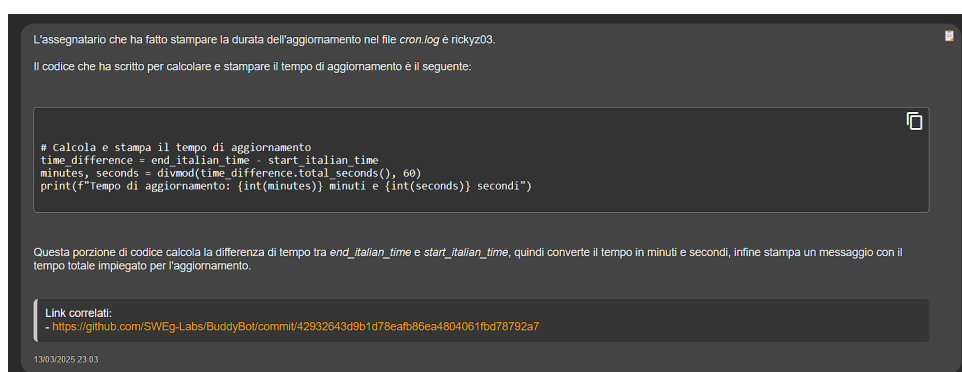 L'assegnatario che ha fatto stampare la durata dell'aggiornamento nel file cron.log è rickyz03.
Il codice che ha scritto per calcolare e stampare il tempo di aggiornamento è il seguente:
# Calcola e stampa il tempo di aggiornamento
time_difference = end_italian_time - start_italian_time
minutes, seconds = divmod(time_difference.total_seconds(), 60)
print(f"Tempo di aggiornamento: {int(minutes)} minuti e {int(seconds)} secondi")
Questa porzione di codice calcola la differenza di tempo tra end_italian_time e start_italian_time, quindi converte il tempo in minuti e secondi, infine stampa un messaggio con il
tempo totale impiegato per l'aggiornamento.
Link correlati:
- https://github.com/SWEg-Labs/BuddyBot/commit/42932643d9b1d78eafb86ea4804061fbd78792a7
13/03/2025 23:03